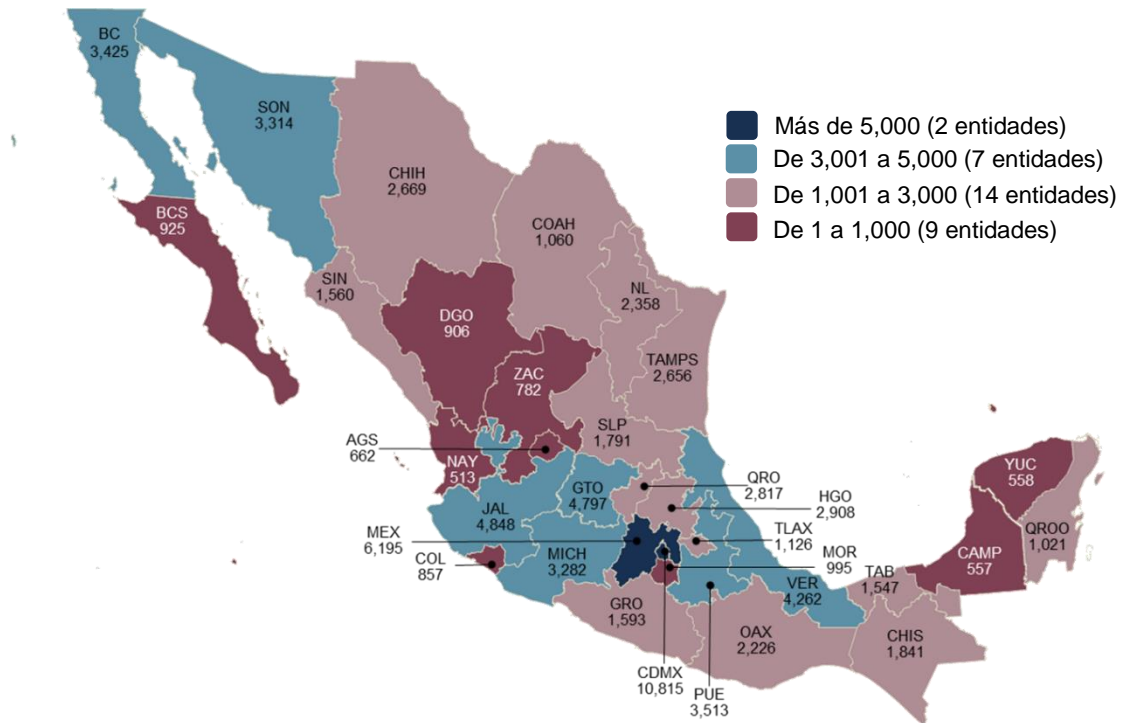 BC
3,425
SON
3,314
CHIH
2,669
COAH
1,060
BCS
925
SIN
1,560
NL
2,358
DGO
906
TAMPS
2,656
ZAC
782
SLP
1,791
AGS
662
NAY
513
GTO
4,797
QRO
2,817
HGO
2,908
JAL
4,848
MEX
6,195
TLAX
1,126
COL
857
MICH
3,282
MOR
995
VER
4,262
TAB
1,547
YUC
558
QROO
1,021
CAMP
557
GRO
1,593
OAX
2,226
CHIS
1,841
CDMX
10,815
PUE
3,513
Más de 5,000 (2 entidades)
De 3,001 a 5,000 (7 entidades)
De 1,001 a 3,000 (14 entidades)
De 1 a 1,000 (9 entidades)